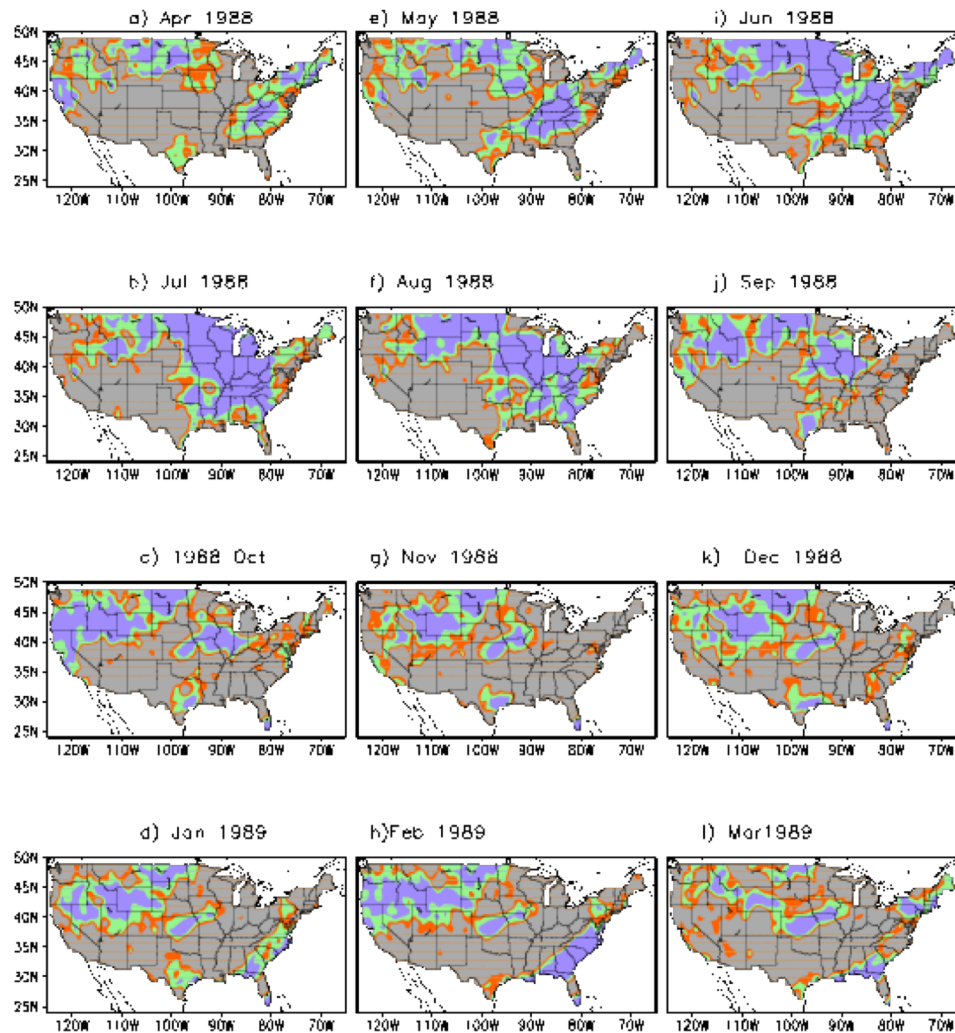 a) Apr 1988 e) May 1988 i) Jun 1988
50N
45N
40N
35N
30N
25N
120W 110W 100W 90W 80W 70W 120W 110W 100W 90W 80W 70W 120W 110W 100W 90W 80W 70W
b) Jul 1988 f) Aug 1988 j) Sep 1988
50N
45N
40N
35N
30N
25N
120W 110W 100W 90W 80W 70W 120W 110W 100W 90W 80W 70W 120W 110W 100W 90W 80W 70W
c) 1988 Oct g) Nov 1988 k) Dec 1988
50N
45N
40N
35N
30N
25N
120W 110W 100W 90W 80W 70W 120W 110W 100W 90W 80W 70W 120W 110W 100W 90W 80W 70W
d) Jan 1989 h)Feb 1989 l) Mar1989
50N
45N
40N
35N
30N
25N
120W 110W 100W 90W 80W 70W 120W 110W 100W 90W 80W 70W 120W 110W 100W 90W 80W 70W